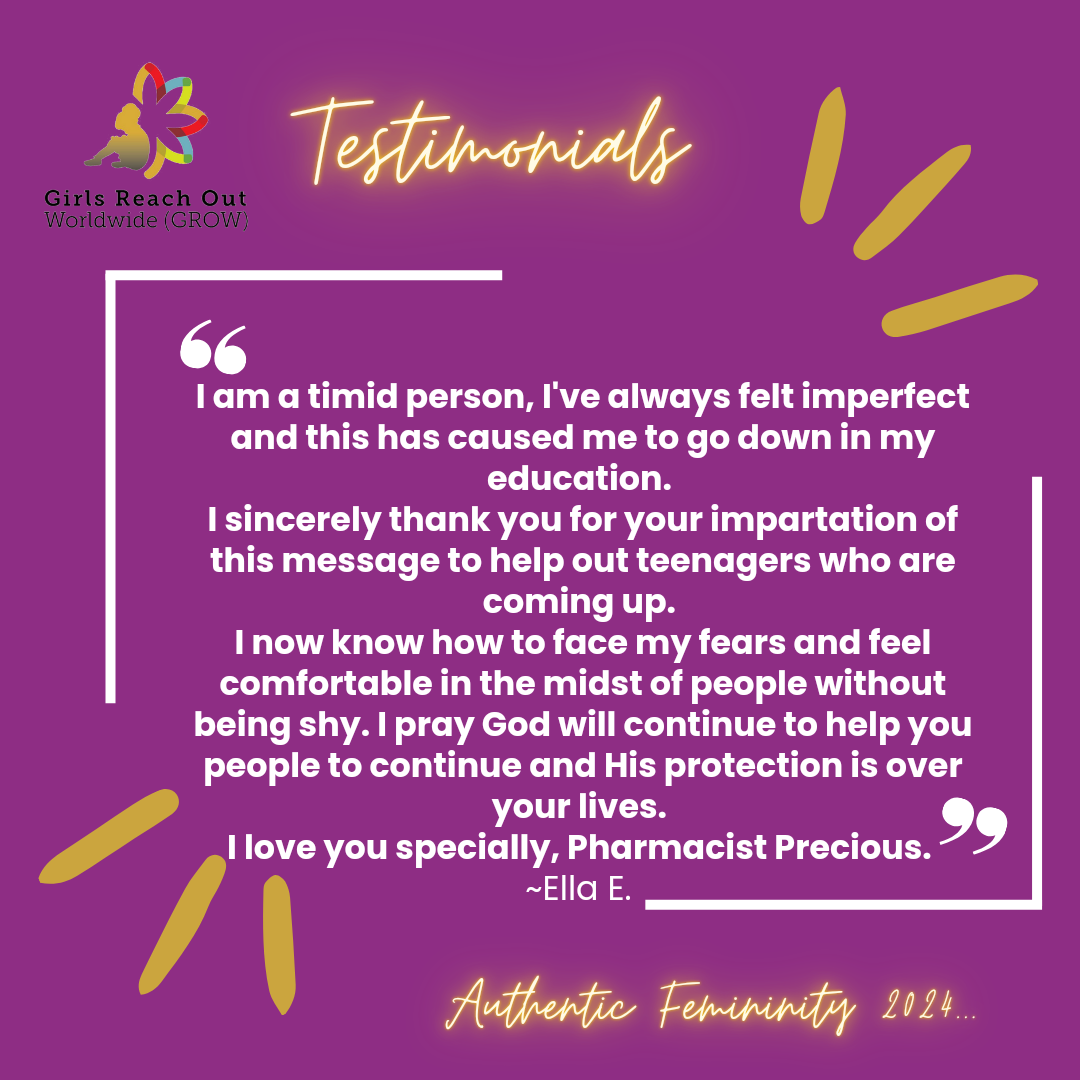 Testimonials
Girls Reach Out
Worldwide (GROW)
“
I am a timid person, I've always felt imperfect
and this has caused me to go down in my
education.
I sincerely thank you for your impartation of
this message to help out teenagers who are
coming up.
I now know how to face my fears and feel
comfortable in the midst of people without
being shy. I pray God will continue to help you
people to continue and His protection is over
your lives.
I love you specially, Pharmacist Precious. ”
~Ella E.
Authentic Femininity 2024...